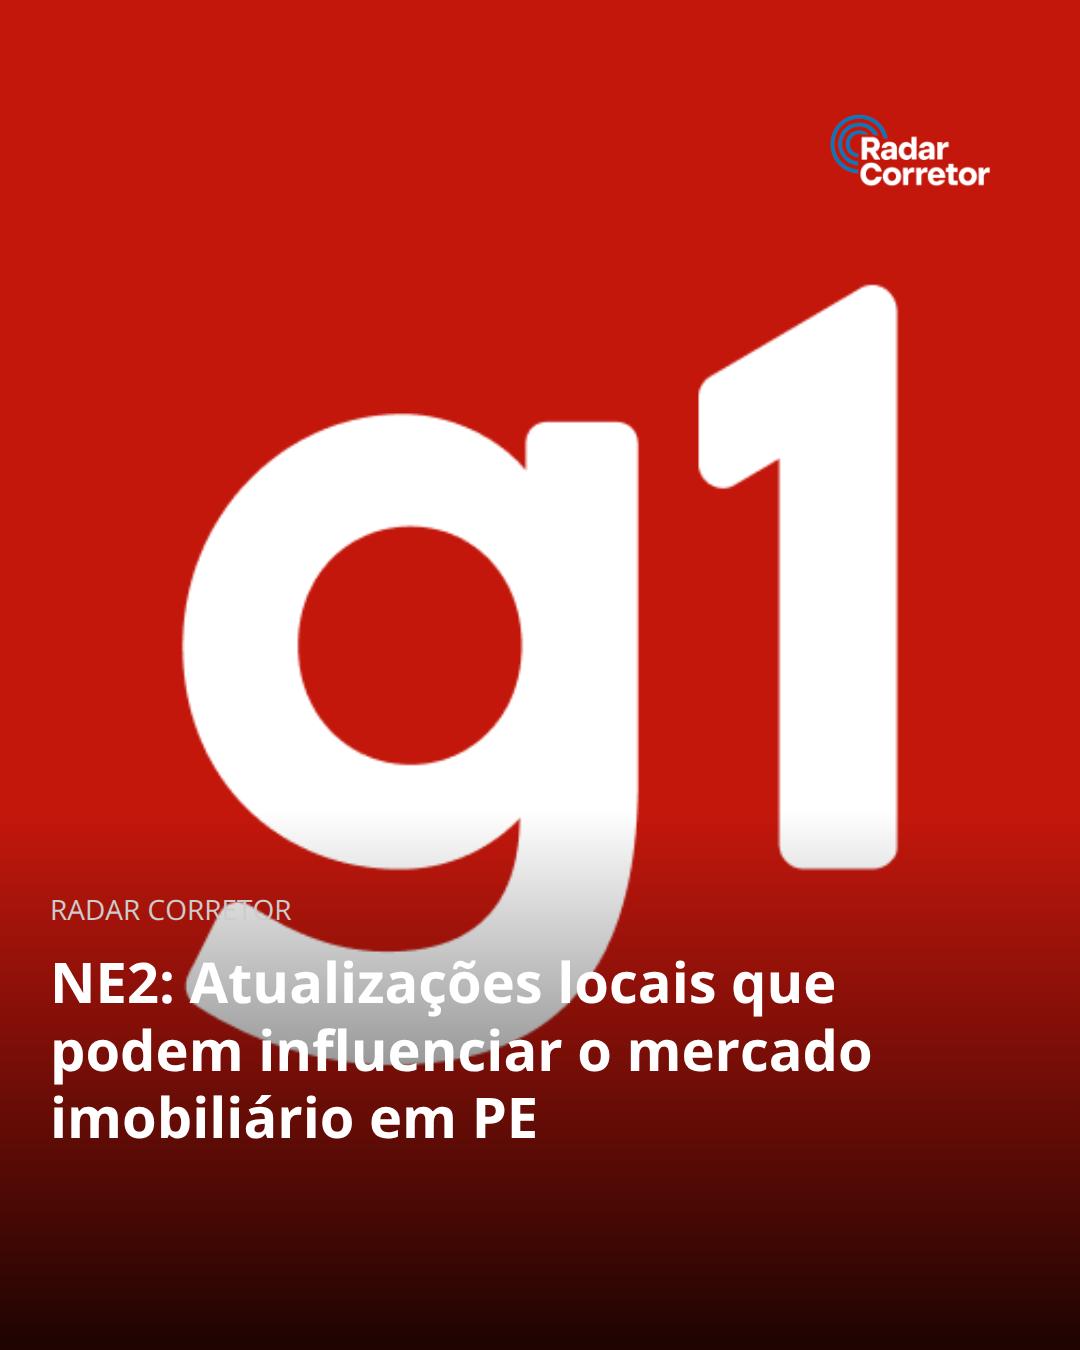 Radar
Corretor
g1
RADAR CORRETOR
NE2: Atualizações locais que
podem influenciar o mercado
imobiliário em PE